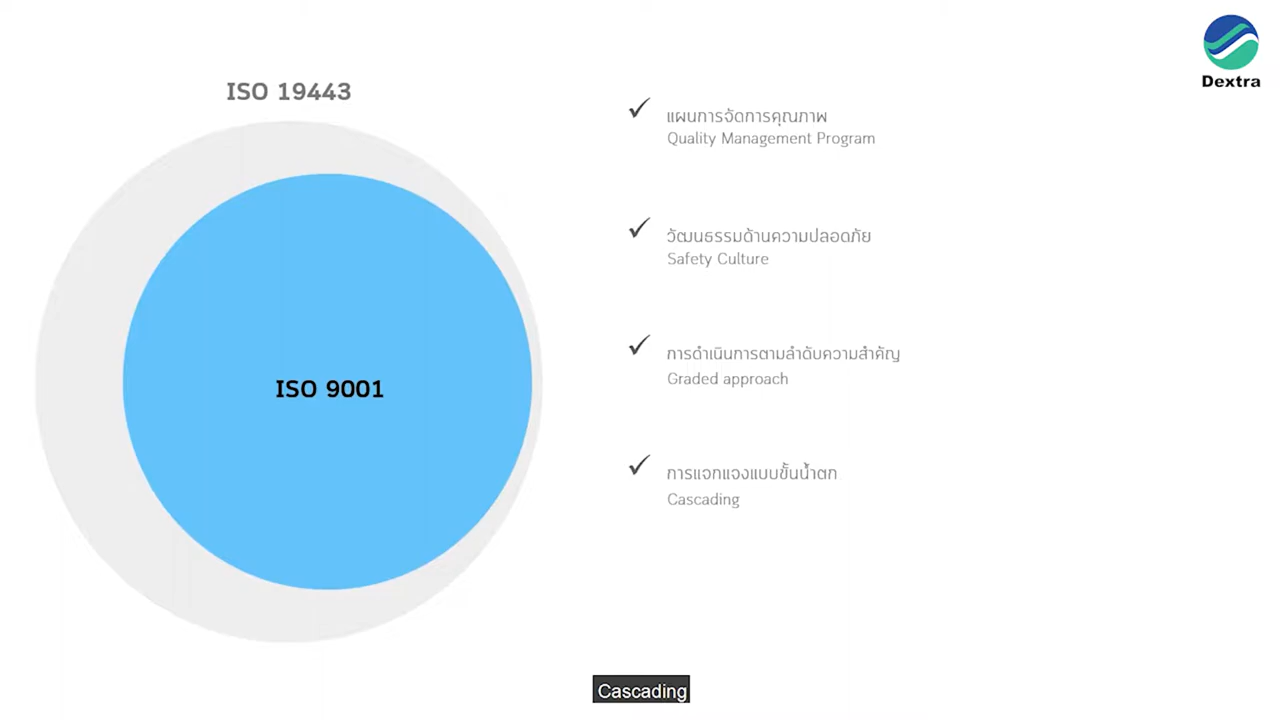 Dextra
ISO 19443
ISO 9001
แผนการจัดการคุณภาพ
Quality Management Program
วัฒนธรรมด้านความปลอดภัย
Safety Culture
การดำเนินการตามลำดับความสำคัญ
Graded approach
การแจกแจงแบบขั้นน้ำตก
Cascading
Cascading